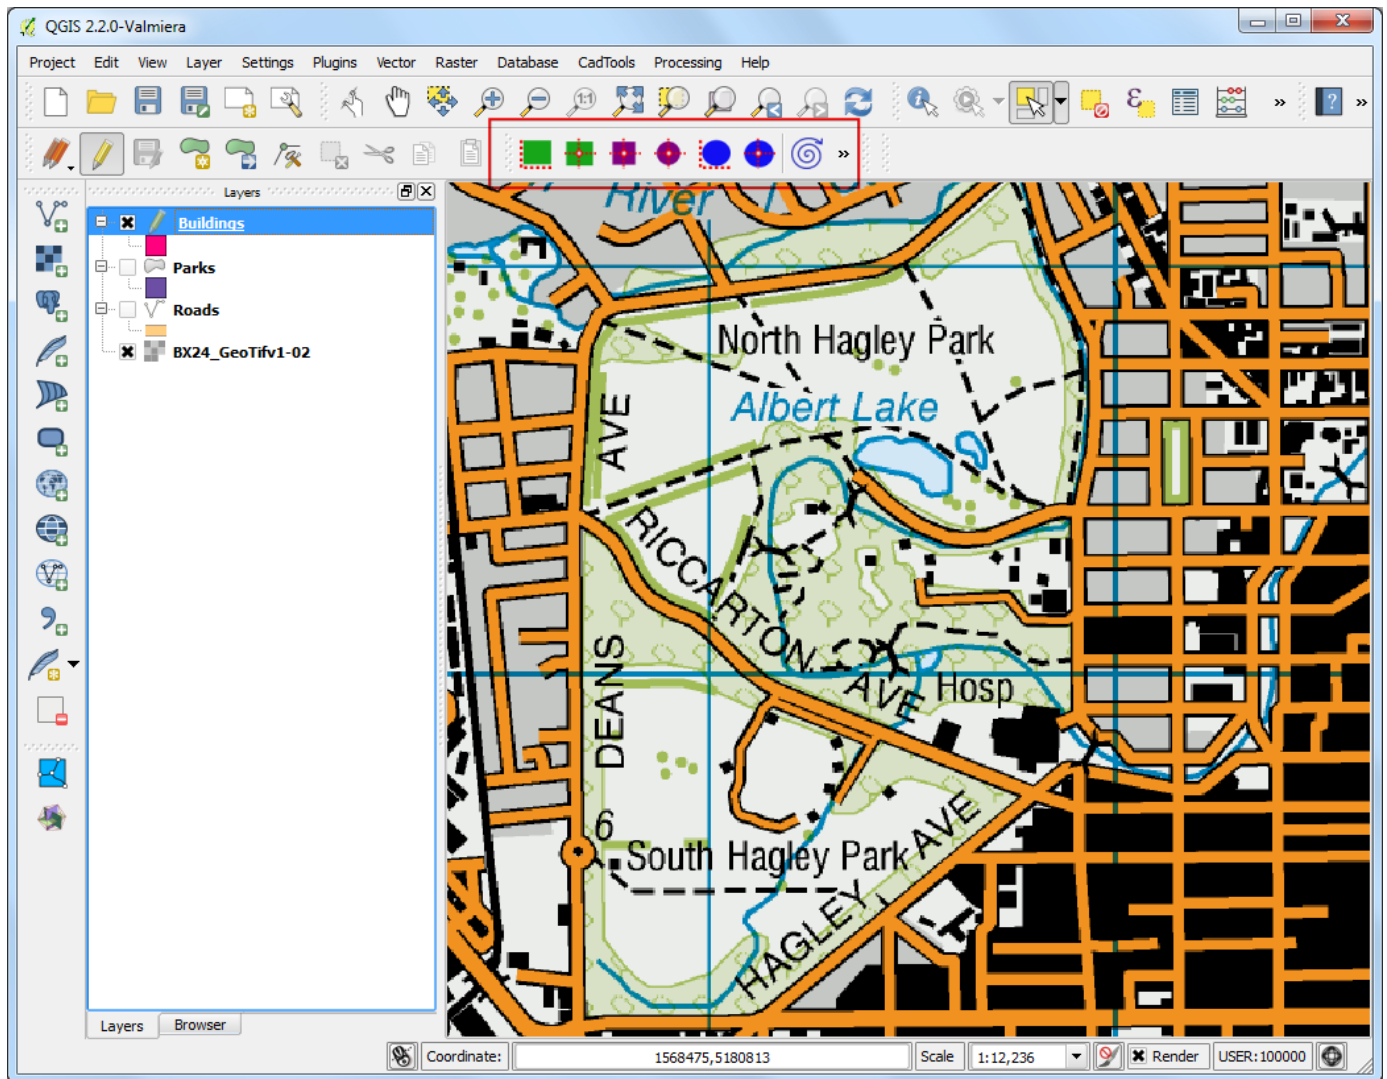 QGIS 2.2.0-Valmiera
Project Edit View Layer Settings Plugins Vector Raster Database CadTools Processing Help
1:1
Layers
Buildings
Parks
Roads
BX24_GeoTifv1-02
River
North Hagley Park
Albert Lake
AVE
RICCARTON AVE
DEANS
Hosp
6
South Hagley Park
HAGLEY AVE
Layers Browser
Coordinate: 1568475,5180813 Scale 1:12,236 Render USER:100000